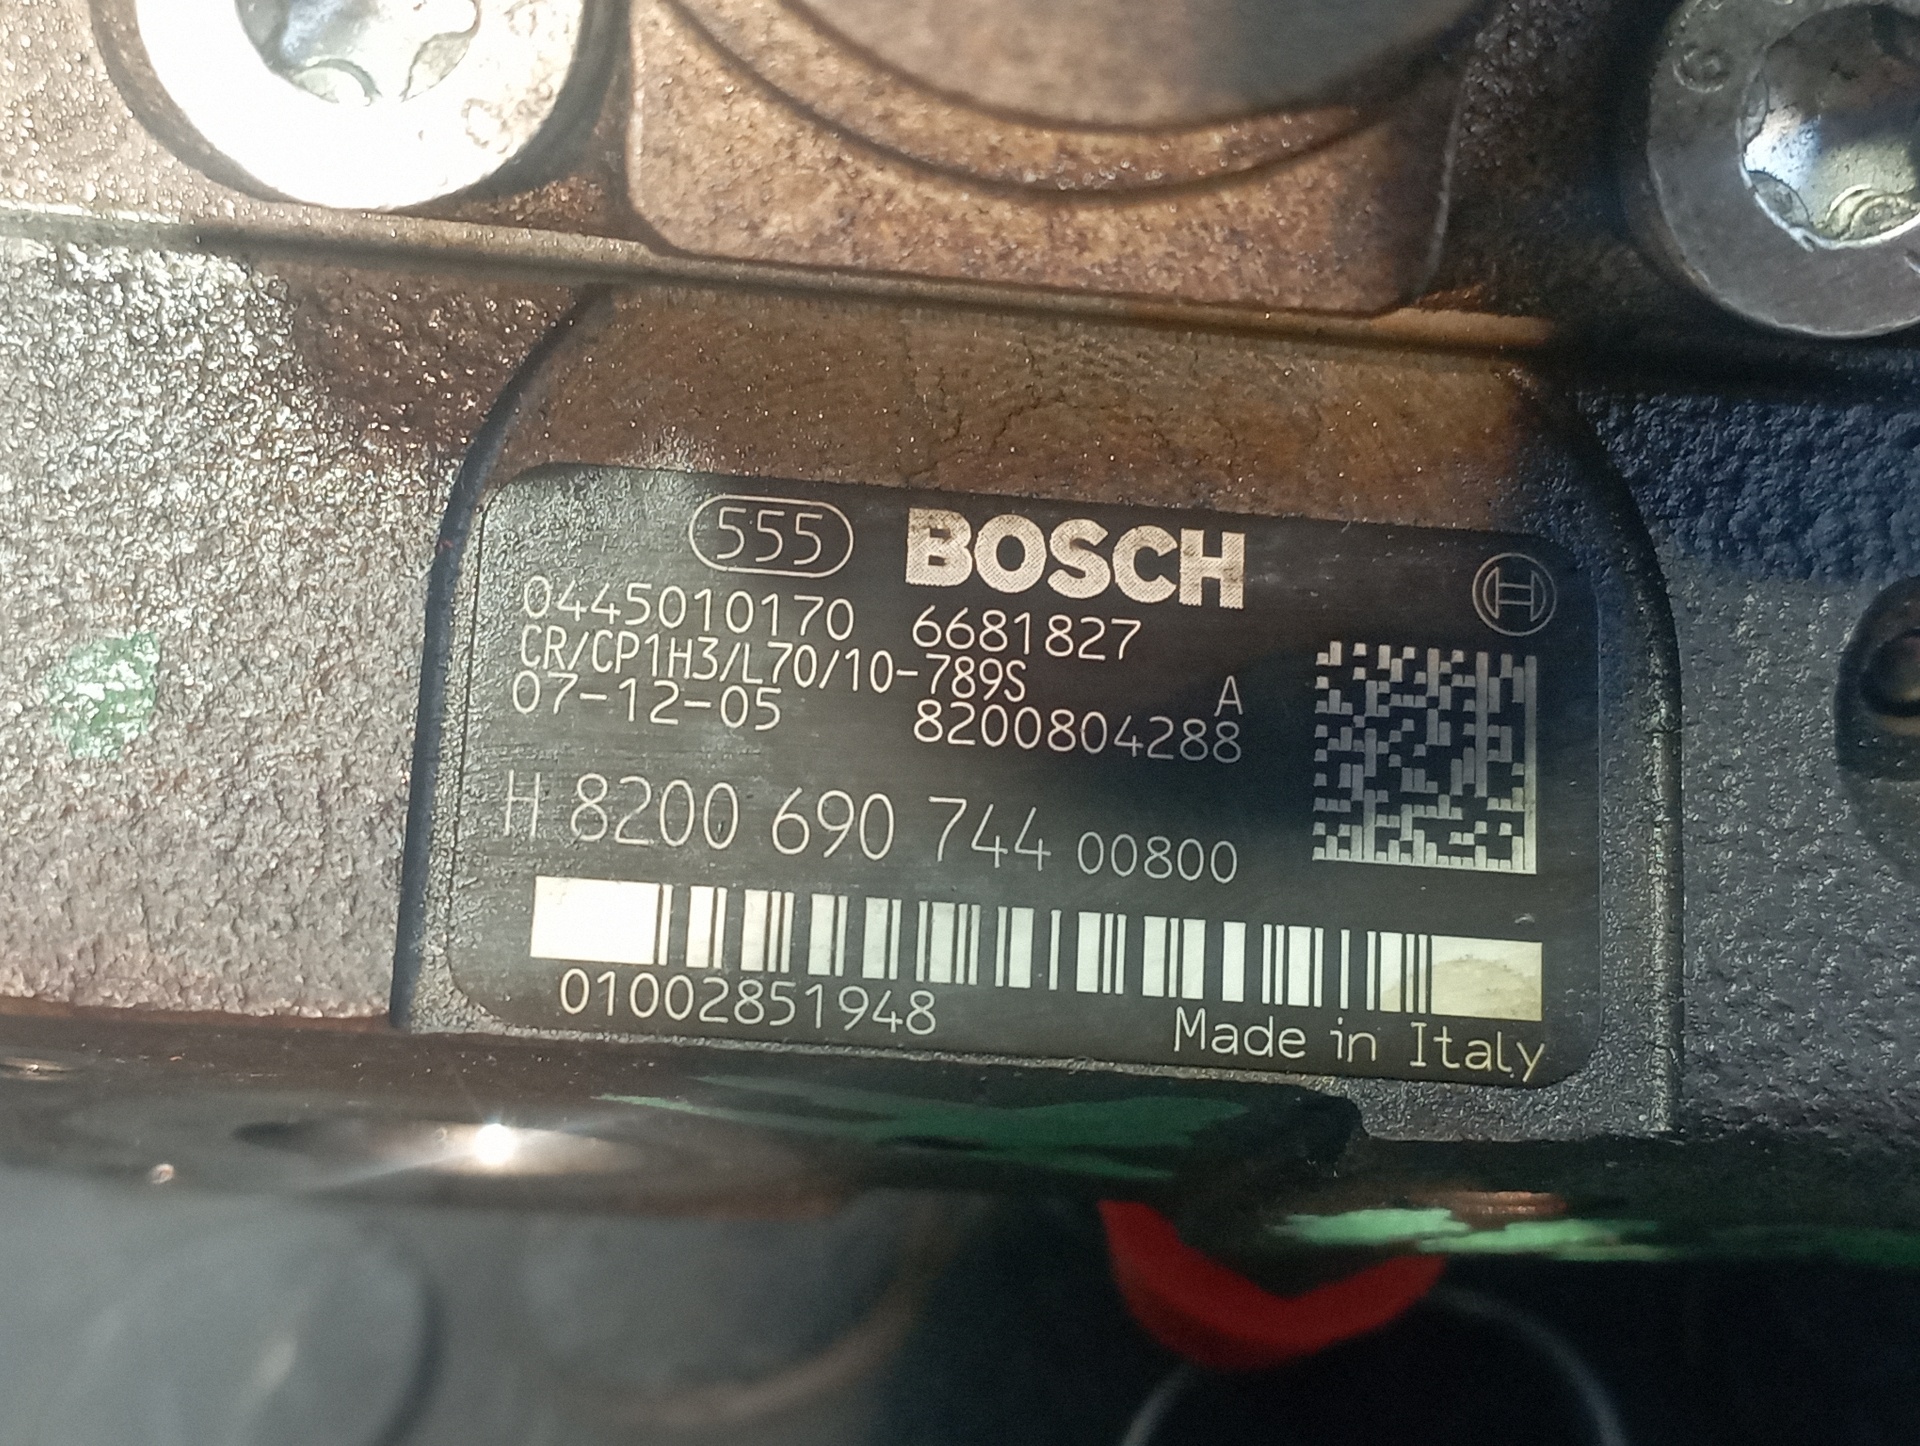 555 BOSCH
0445010170 6681827
CR/CP1H3/L70/10-789S
A
07-12-05 8200804288
H 8200 690 744 00800
01002851948
Made in Italy